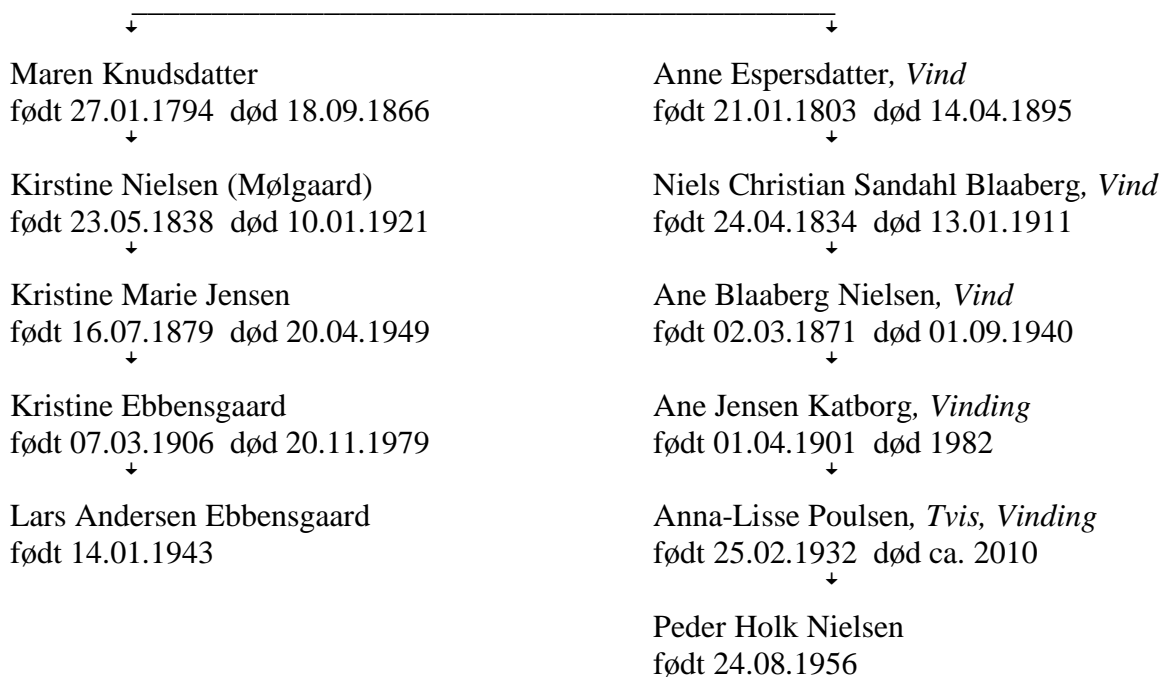 Maren Knudsdatter
født 27.01.1794 død 18.09.1866
Kirstine Nielsen (Mølgaard)
født 23.05.1838 død 10.01.1921
Kristine Marie Jensen
født 16.07.1879 død 20.04.1949
Kristine Ebbensgaard
født 07.03.1906 død 20.11.1979
Lars Andersen Ebbensgaard
født 14.01.1943
Anne Espersdatter, Vind
født 21.01.1803 død 14.04.1895
Niels Christian Sandahl Blaaberg, Vind
født 24.04.1834 død 13.01.1911
Ane Blaaberg Nielsen, Vind
født 02.03.1871 død 01.09.1940
Ane Jensen Katborg, Vinding
født 01.04.1901 død 1982
Anna-Lisse Poulsen, Tvis, Vinding
født 25.02.1932 død ca. 2010
Peder Holk Nielsen
født 24.08.1956